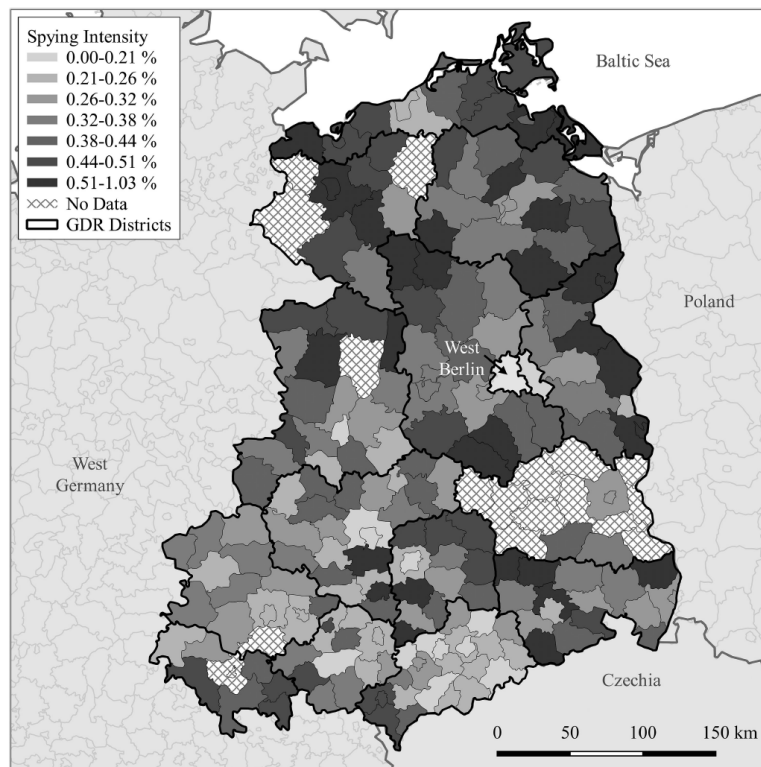 Spying Intensity
0.00-0.21 %
0.21-0.26 %
0.26-0.32 %
0.32-0.38 %
0.38-0.44 %
0.44-0.51 %
0.51-1.03 %
No Data
GDR Districts
Baltic Sea
Poland
West
Berlin
West
Germany
Czechia
0 50 100 150 km